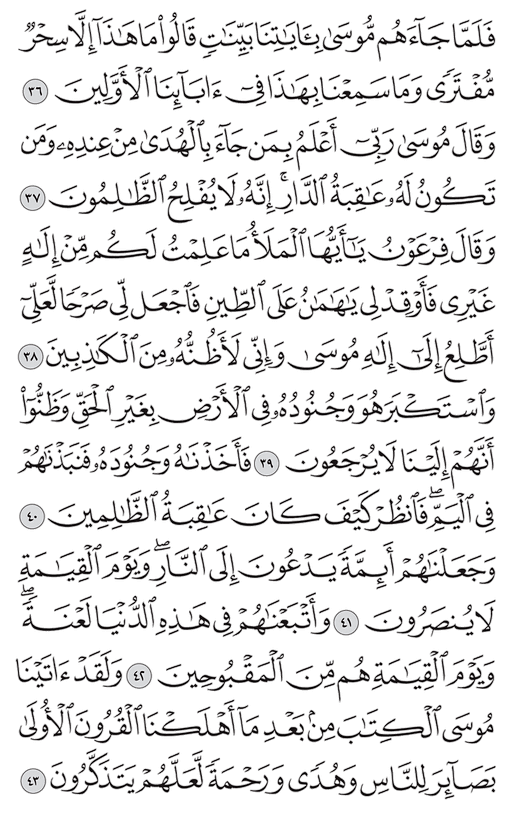 فَلَمَّا جَآءَهُم مُّوسَىٰ بِـَٔايَٰتِنَا بَيِّنَٰتٍ قَالُوا۟ مَا هَٰذَآ إِلَّا سِحْرٌ
مُّفْتَرًى وَمَا سَمِعْنَا بِهَٰذَا فِىٓ ءَابَآئِنَا ٱلْأَوَّلِينَ ٣٦
وَقَالَ مُوسَىٰ رَبِّىٓ أَعْلَمُ بِمَن جَآءَ بِٱلْهُدَىٰ مِنْ عِندِهِۦ وَمَن
تَكُونُ لَهُۥ عَٰقِبَةُ ٱلدَّارِ ۚ إِنَّهُۥ لَا يُفْلِحُ ٱلظَّٰلِمُونَ ٣٧
وَقَالَ فِرْعَوْنُ يَٰٓأَيُّهَا ٱلْمَلَأُ مَا عَلِمْتُ لَكُم مِّنْ إِلَٰهٍ
غَيْرِى فَأَوْقِدْ لِى يَٰهَٰمَٰنُ عَلَى ٱلطِّينِ فَٱجْعَل لِّى صَرْحًا لَّعَلِّىٓ
أَطَّلِعُ إِلَىٰٓ إِلَٰهِ مُوسَىٰ وَإِنِّى لَأَظُنُّهُۥ مِنَ ٱلْكَٰذِبِينَ ٣٨
وَٱسْتَكْبَرَ هُوَ وَجُنُودُهُۥ فِى ٱلْأَرْضِ بِغَيْرِ ٱلْحَقِّ وَظَنُّوٓا۟
أَنَّهُمْ إِلَيْنَا لَا يُرْجَعُونَ ٣٩ فَأَخَذْنَٰهُ وَجُنُودَهُۥ فَنَبَذْنَٰهُمْ
فِى ٱلْيَمِّ ۖ فَٱنظُرْ كَيْفَ كَانَ عَٰقِبَةُ ٱلظَّٰلِمِينَ ٤٠
وَجَعَلْنَٰهُمْ أَئِمَّةً يَدْعُونَ إِلَى ٱلنَّارِ ۖ وَيَوْمَ ٱلْقِيَٰمَةِ
لَا يُنصَرُونَ ٤١ وَأَتْبَعْنَٰهُمْ فِى هَٰذِهِ ٱلدُّنْيَا لَعْنَةً ۖ
وَيَوْمَ ٱلْقِيَٰمَةِ هُم مِّنَ ٱلْمَقْبُوحِينَ ٤٢ وَلَقَدْ ءَاتَيْنَا
مُوسَى ٱلْكِتَٰبَ مِنۢ بَعْدِ مَآ أَهْلَكْنَا ٱلْقُرُونَ ٱلْأُولَىٰ
بَصَآئِرَ لِلنَّاسِ وَهُدًى وَرَحْمَةً لَّعَلَّهُمْ يَتَذَكَّرُونَ ٤٣